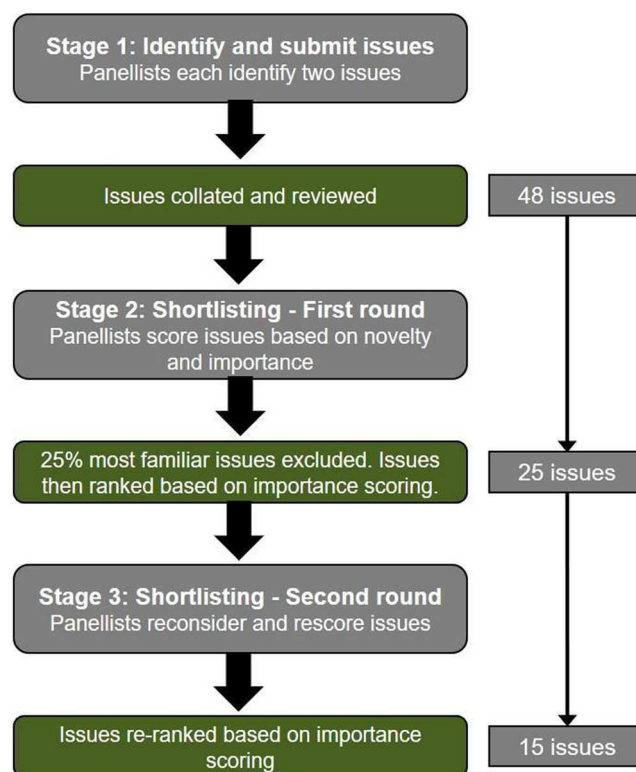 Stage 1: Identify and submit issues
Panellists each identify two issues
Issues collated and reviewed
48 issues
Stage 2: Shortlisting - First round
Panellists score issues based on novelty
and importance
25% most familiar issues excluded. Issues
then ranked based on importance scoring.
25 issues
Stage 3: Shortlisting - Second round
Panellists reconsider and rescore issues
Issues re-ranked based on importance
scoring
15 issues